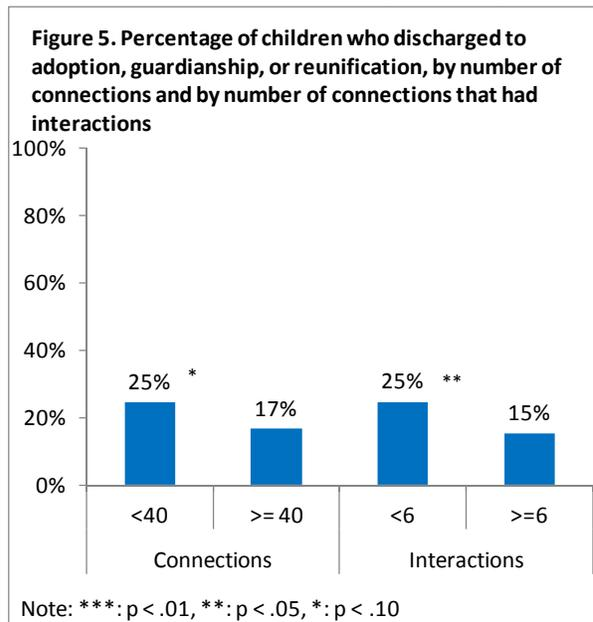 Figure 5. Percentage of children who discharged to
adoption, guardianship, or reunification, by number of
connections and by number of connections that had
interactions
100%
80%
60%
40%
20%
0%
25% *
17%
25% **
15%
<40
>= 40
<6
>=6
Connections
Interactions
Note: ***: p < .01, **: p < .05, *: p < .10